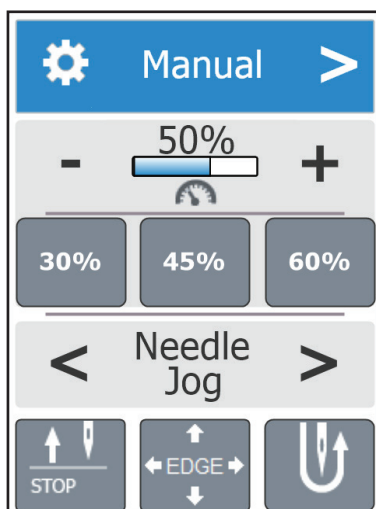 Manual >
- 50% +
30% 45% 60%
< Needle >
Jog
STOP
EDGE